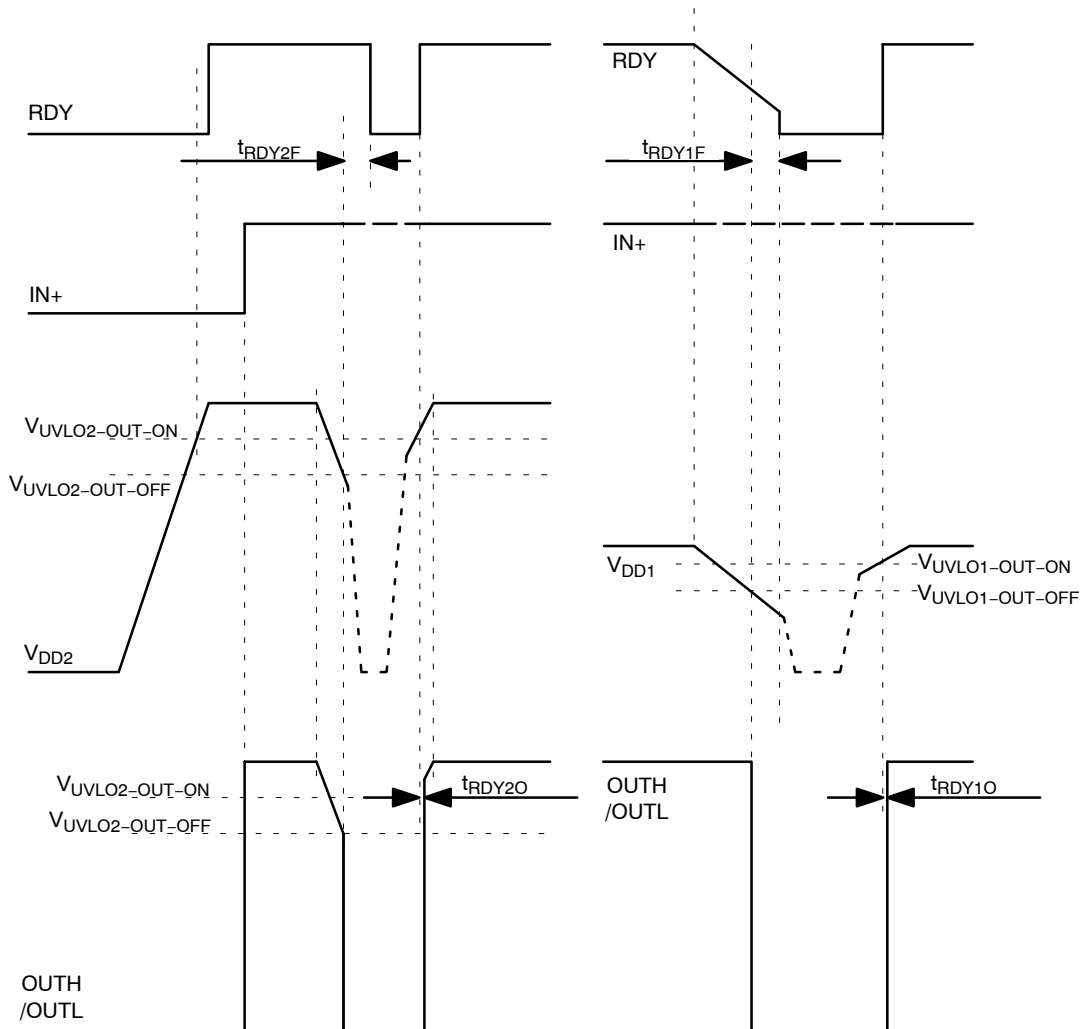 RDY
tRDY2F
IN+
VUVLO2−OUT−ON
VUVLO2−OUT−OFF
VDD2
VUVLO2−OUT−ON
VUVLO2−OUT−OFF
tRDY2O
OUTH
/OUTL
RDY
tRDY1F
IN+
VDD1
VUVLO1−OUT−ON
VUVLO1−OUT−OFF
OUTH
/OUTL
tRDY1O